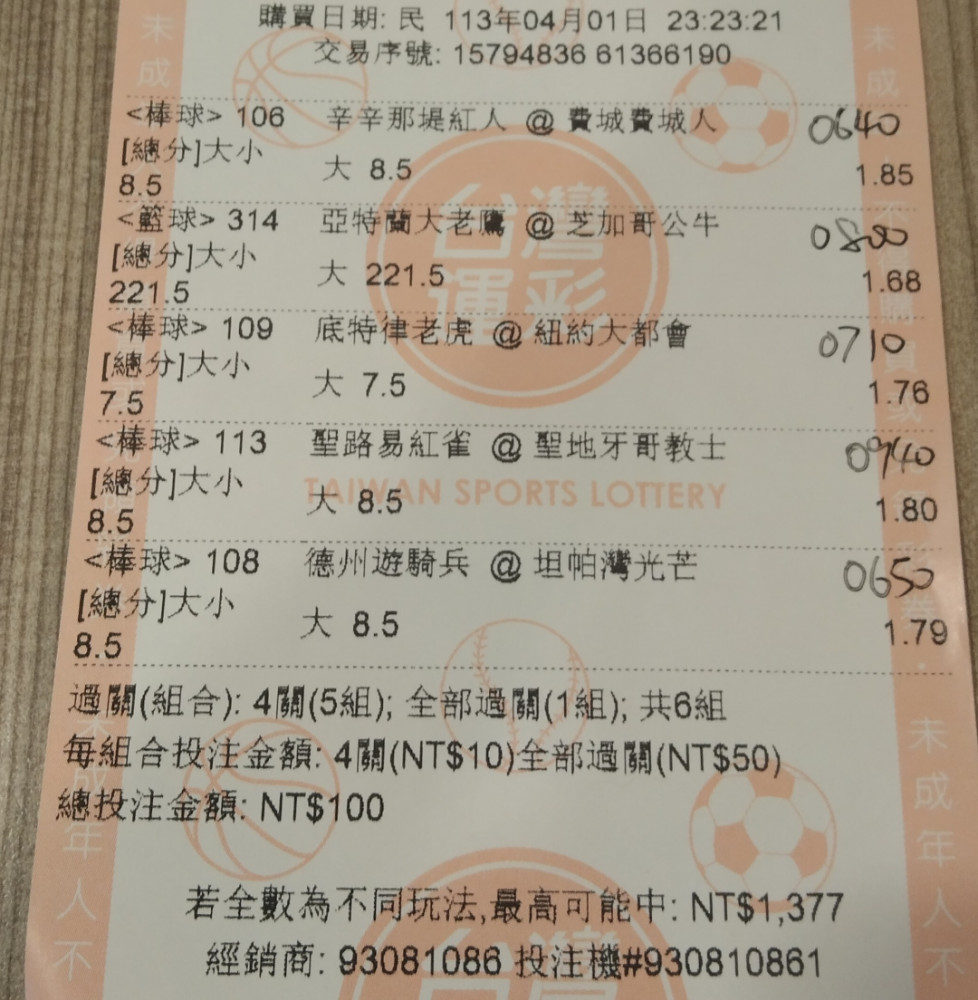 購買日期: 民 113年04月01日 23:23:21
交易序號: 15794836 61366190
<棒球> 106 辛辛那堤紅人 @ 費城費城人 0640
[總分]大小 大 8.5 1.85
8.5
<籃球> 314 亞特蘭大老鷹 @ 芝加哥公牛 0800
[總分]大小 大 221.5 1.68
221.5
<棒球> 109 底特律老虎 @ 紐約大都會 0710
[總分]大小 大 7.5 1.76
7.5
<棒球> 113 聖路易紅雀 @ 聖地牙哥教士 0940
[總分]大小 大 8.5 1.80
8.5
<棒球> 108 德州遊騎兵 @ 坦帕灣光芒 0650
[總分]大小 大 8.5 1.79
8.5
過關(組合): 4關(5組); 全部過關(1組); 共6組
每組合投注金額: 4關(NT$10)全部過關(NT$50)
總投注金額: NT$100
若全數為不同玩法,最高可能中: NT$1,377
經銷商: 93081086 投注機#930810861
台灣運彩
TAIWAN SPORTS LOTTERY
未成年人不